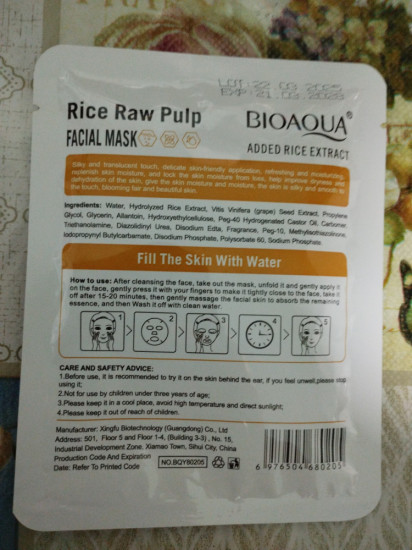 LOT: 22 03 2025
EXP: 21 03 2028
Rice Raw Pulp
FACIAL MASK
BIOAQUA®
ADDED RICE EXTRACT
Silky and translucent touch, delicate skin-friendly application, refreshing and moisturizing,
replenish skin moisture, and lock the skin moisture from loss, help improve dryness and
dehydration of the skin, give the skin moisture and moisture, the skin is silky and smooth to
the touch, blooming fair and beautiful skin.
Ingredients: Water, Hydrolyzed Rice Extract, Vitis Vinifera (grape) Seed Extract, Propylene
Glycol, Glycerin, Allantoin, Hydroxyethylcellulose, Peg-40 Hydrogenated Castor Oil, Carbomer,
Triethanolamine, Diazolidinyl Urea, Disodium Edta, Fragrance, Peg-10, Methylisothiazolinone,
Iodopropynyl Butylcarbamate, Disodium Phosphate, Polysorbate 60, Sodium Phosphate
Fill The Skin With Water
How to use: After cleansing the face, take out the mask, unfold it and gently apply it
on the face, gently press it with your fingers to make it tightly close to the face, take it
off after 15-20 minutes, then gently massage the facial skin to absorb the remaining
essence, and then Wash it off with clean water.
1 2 3 4 5
CARE AND SAFETY ADVICE:
1.Before use, it is recommended to try it on the skin behind the ear, if you feel unwell,please stop
using it;
2.Not for use by children under three years of age;
3.Please keep it in a cool place, avoid high temperature and direct sunlight;
4.Please keep it out of reach of children.
Manufacturer: Xingfu Biotechnology (Guangdong) Co., Ltd
Address: 501, Floor 5 and Floor 1-4, (Building 3-3) , No. 15,
Industrial Development Zone, Xiamao Town, Sihui City, China
Production Code And Expiration
Date: Refer To Printed Code
NO.BQY80205
6 976504 680205